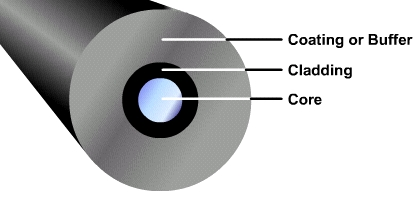 Coating or Buffer
Cladding
Core